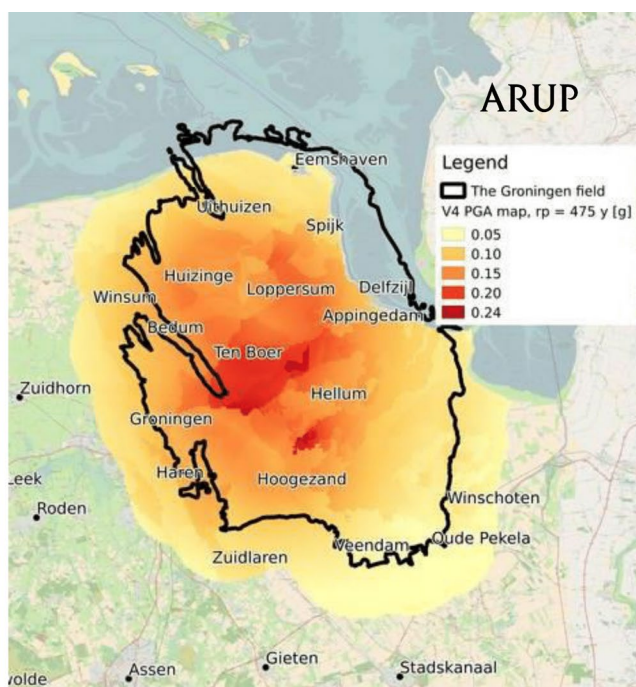 ARUP
Legend
The Groningen field
V4 PGA map, rp = 475 y [g]
0.05
0.10
0.15
0.20
0.24
Eemshaven
Uithuizen
Spijk
Huizinge
Loppersum
Delfzijl
Winsum
Appingedam
Bedum
Ten Boer
Zuidhorn
Hellum
Groningen
Haren
Leek
Hoogezand
Roden
Winschoten
Oude Pekela
Veendam
Zuidlaren
Gieten
Assen
Stadskanaal
wolde